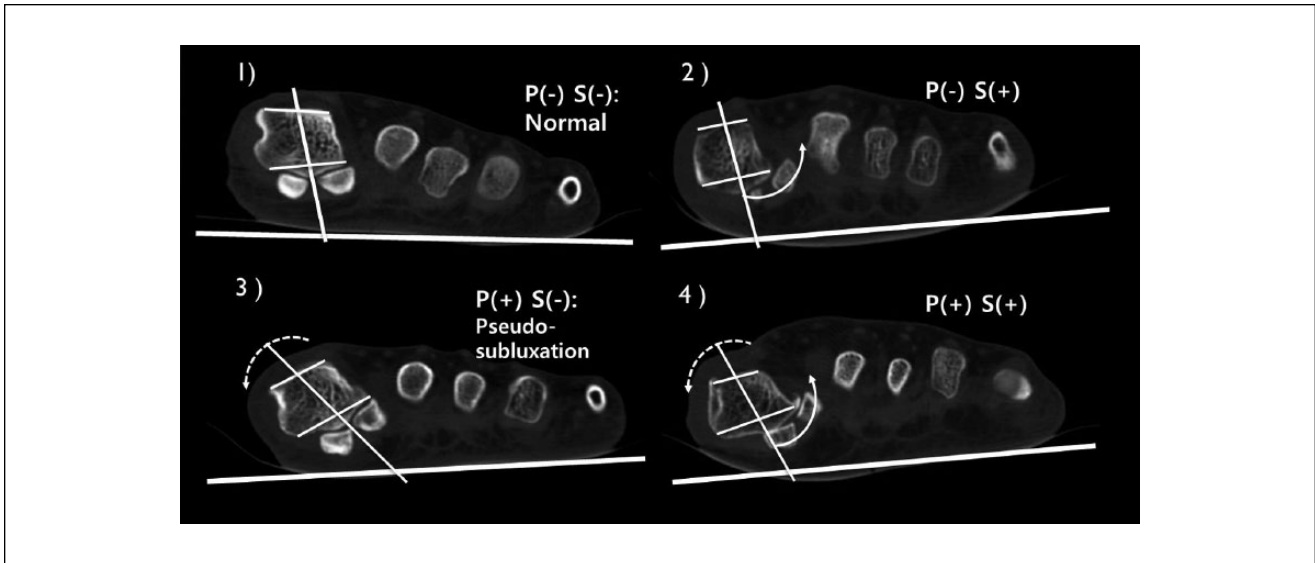 1)
P(-) S(-):
Normal
2)
P(-) S(+)
3)
P(+) S(-):
Pseudo-
subluxation
4)
P(+) S(+)